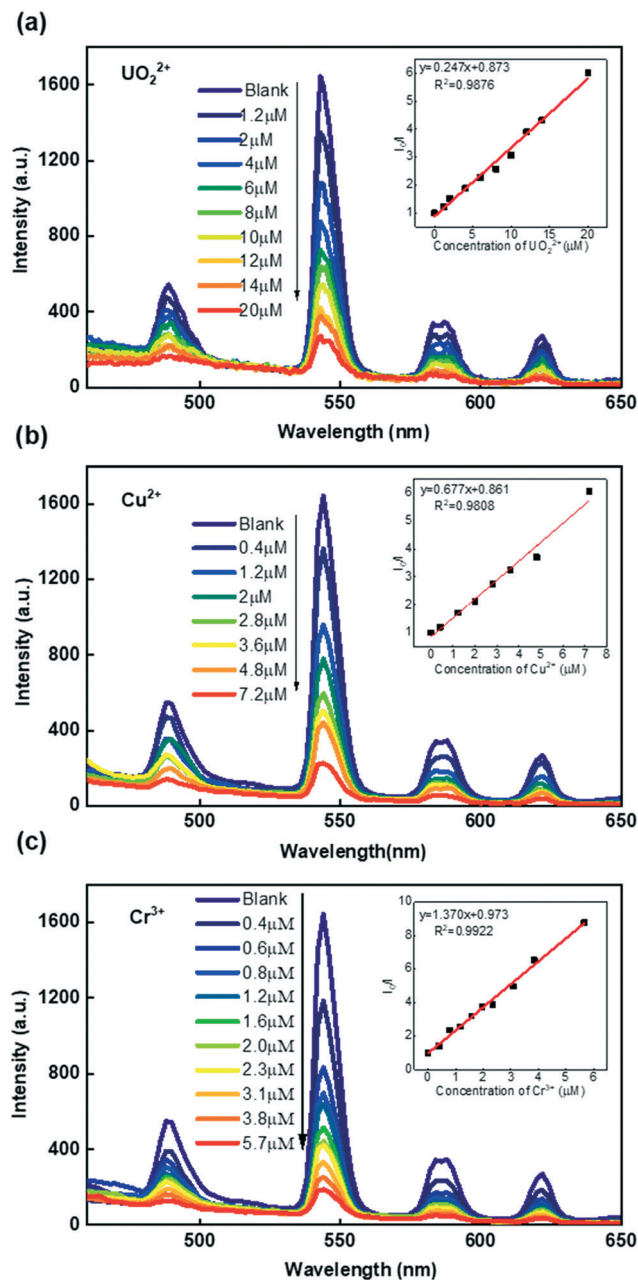 (a)
UO₂²⁺
Blank
1.2μM
2μM
4μM
6μM
8μM
10μM
12μM
14μM
20μM
Intensity (a.u.)
1600
1200
800
400
0
500
550
600
650
Wavelength (nm)
y=0.247x+0.873
R²=0.9876
I₀/I
6
5
4
3
2
1
0
5
10
15
20
Concentration of UO₂²⁺(μM)
(b)
Cu²⁺
Blank
0.4μM
1.2μM
2μM
2.8μM
3.6μM
4.8μM
7.2μM
Intensity (a.u.)
1600
1200
800
400
0
500
550
600
650
Wavelength(nm)
y=0.677x+0.861
R²=0.9808
I₀/I
6
5
4
3
2
1
0
1
2
3
4
5
6
7
8
Concentration of Cu²⁺ (μM)
(c)
Cr³⁺
Blank
0.4μM
0.6μM
0.8μM
1.2μM
1.6μM
2.0μM
2.3μM
3.1μM
3.8μM
5.7μM
Intensity (a.u.)
1600
1200
800
400
0
500
550
600
650
Wavelength (nm)
y=1.370x+0.973
R²=0.9922
I₀/I
10
8
6
4
2
0
0
1
2
3
4
5
6
Concentration of Cr³⁺ (μM)